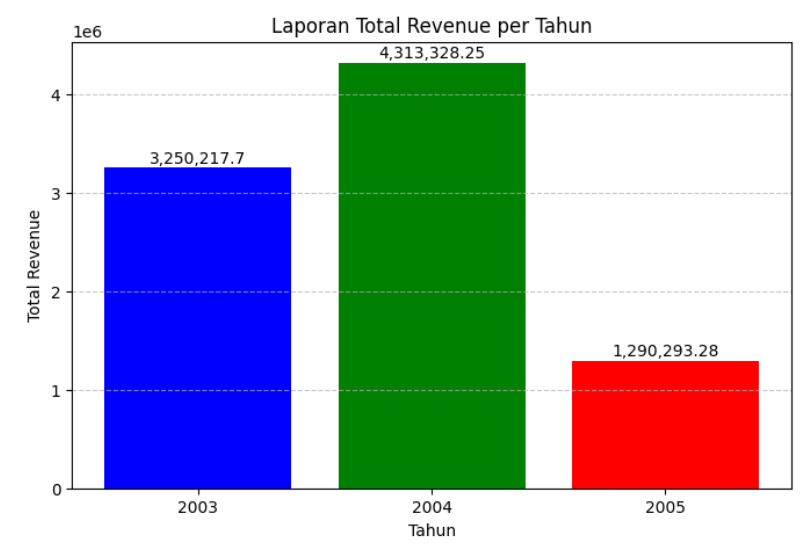 Laporan Total Revenue per Tahun
1e6
4,313,328.25
4
3,250,217.7
3
Total Revenue
2
1,290,293.28
1
0
2003 2004 2005
Tahun